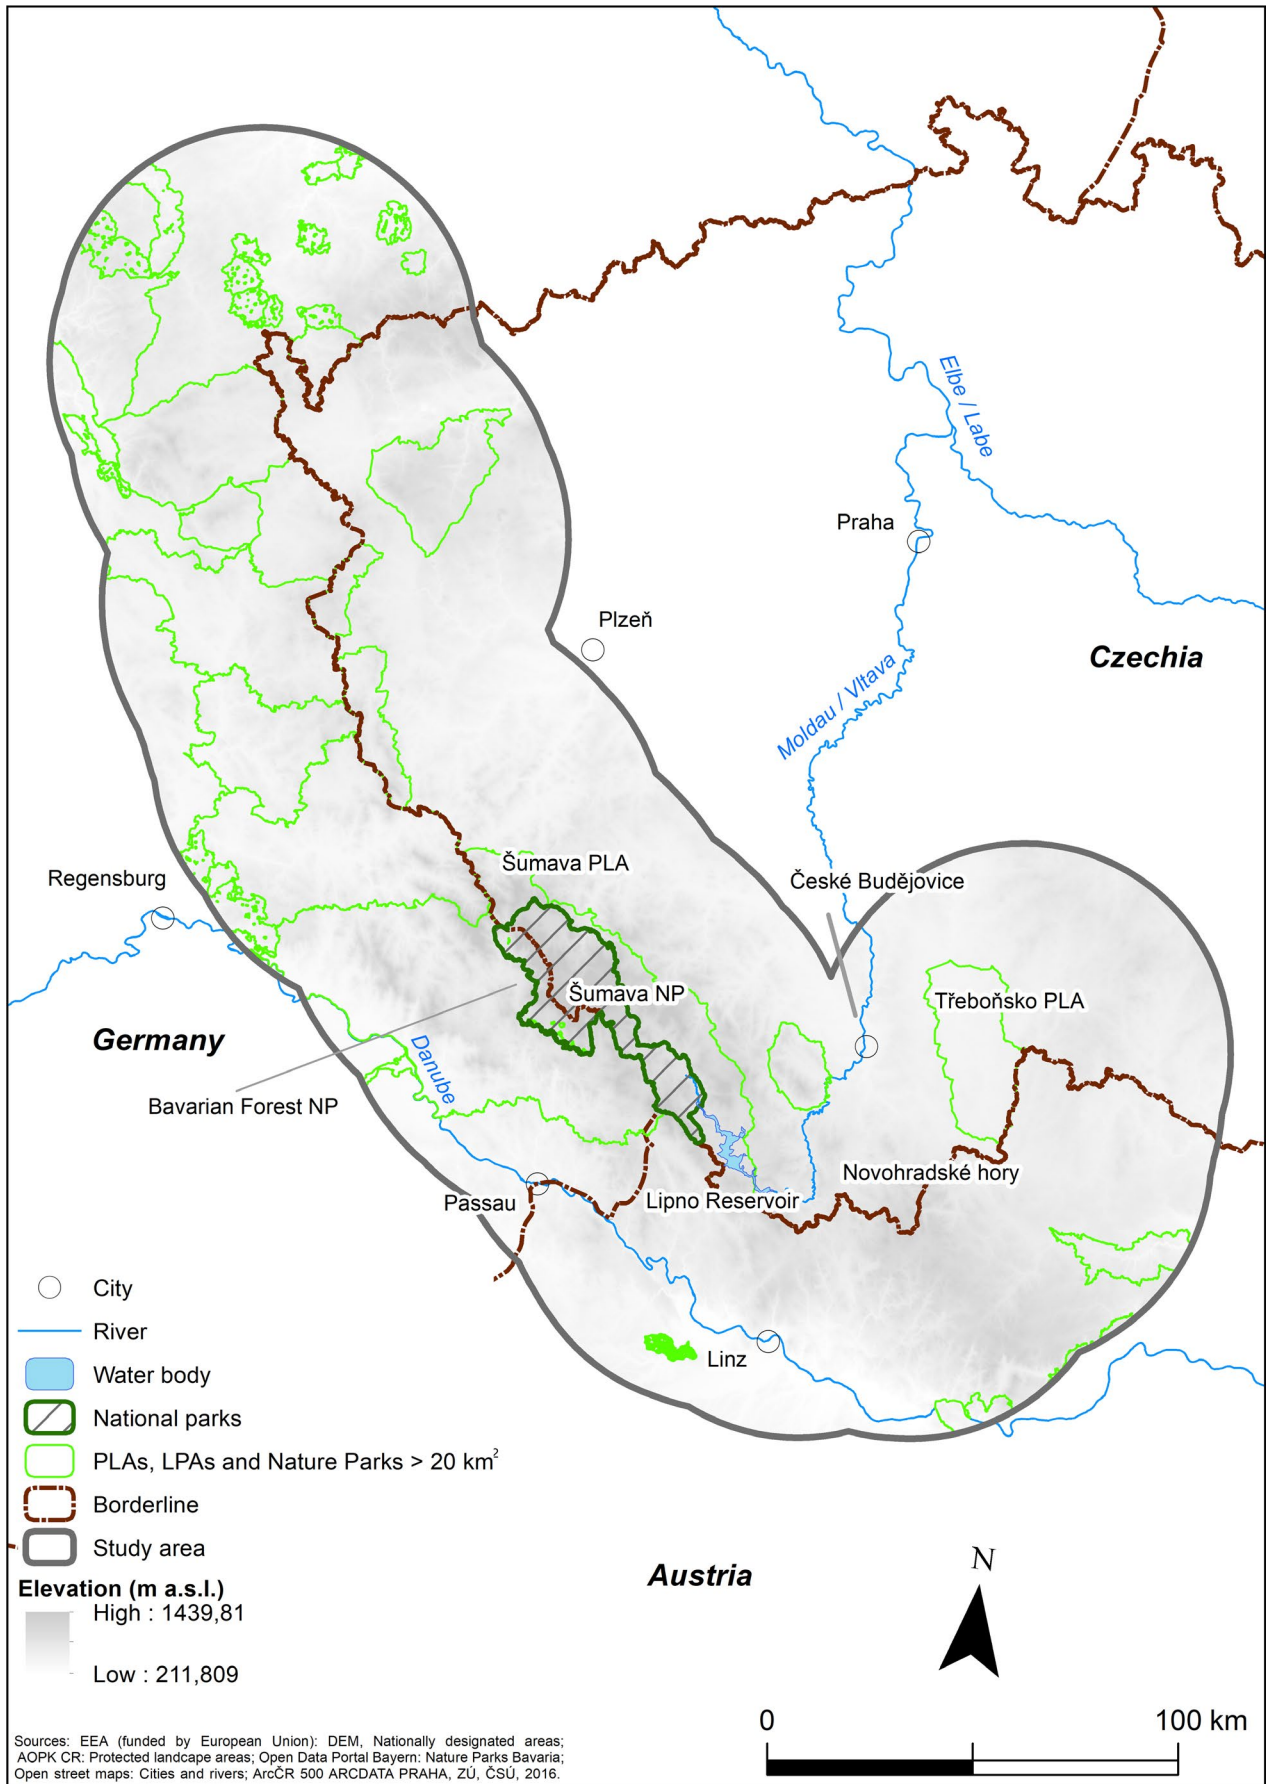 Elbe / Labe
Praha
Plzeň
Czechia
Moldau / Vltava
Šumava PLA
Regensburg
České Budějovice
Šumava NP
Třeboňsko PLA
Germany
Danube
Bavarian Forest NP
Novohradské hory
Passau
Lipno Reservoir
Linz
City
River
Water body
National parks
PLAs, LPAs and Nature Parks > 20 km²
Borderline
Study area
Austria
N
Elevation (m a.s.l.)
High : 1439,81
Low : 211,809
0 100 km
Sources: EEA (funded by European Union): DEM, Nationally designated areas;
AOPK CR: Protected landcape areas; Open Data Portal Bayern: Nature Parks Bavaria;
Open street maps: Cities and rivers; ArcČR 500 ARCDATA PRAHA, ZÚ, ČSÚ, 2016.